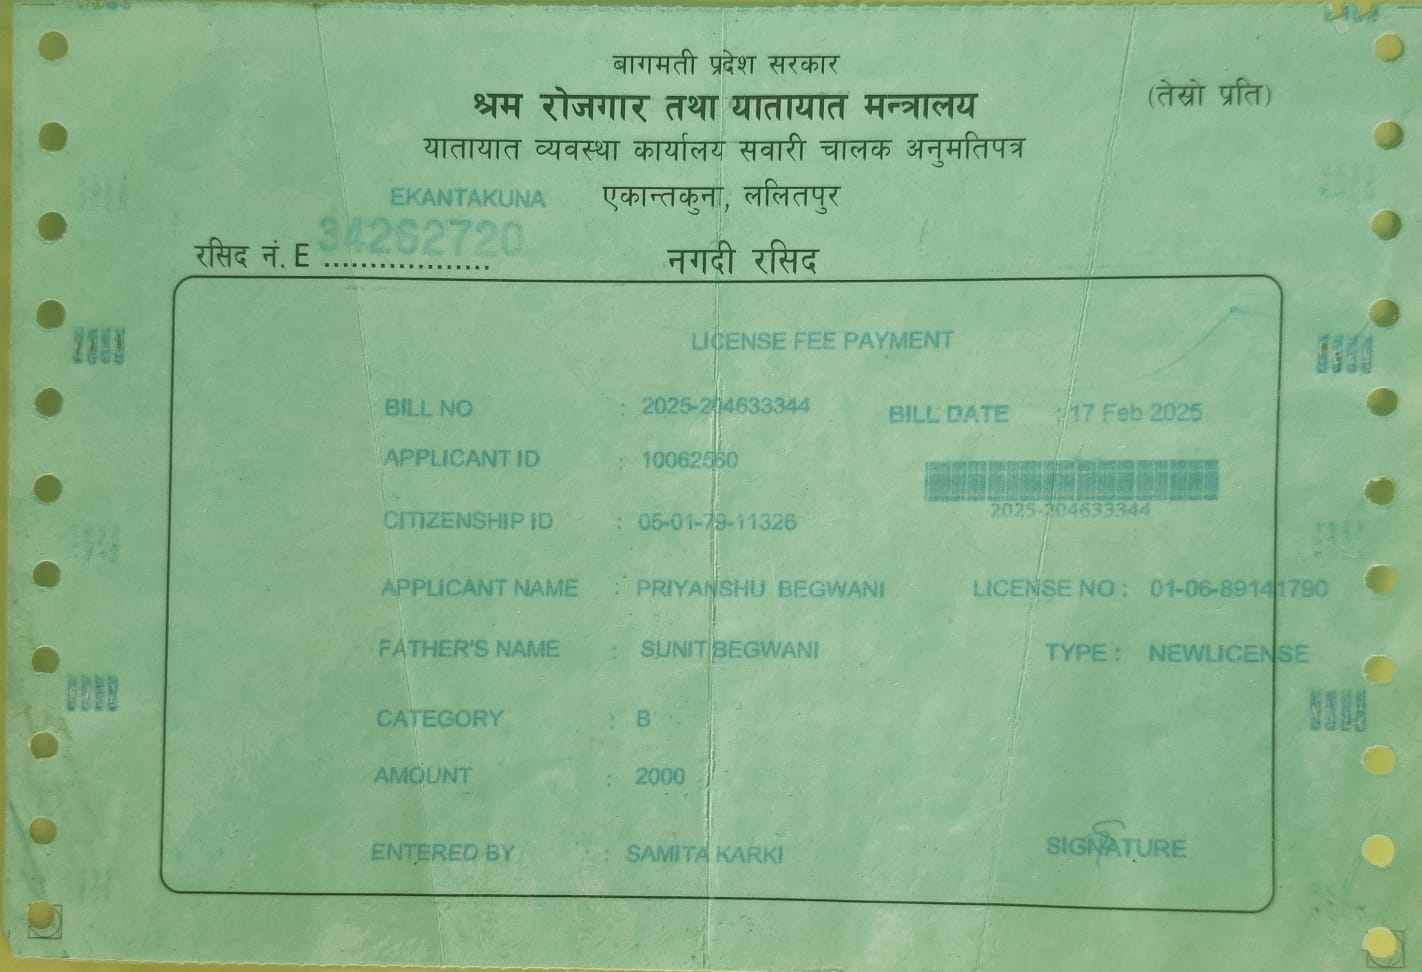 बागमती प्रदेश सरकार
श्रम रोजगार तथा यातायात मन्त्रालय
(तेस्रो प्रति)
यातायात व्यवस्था कार्यालय सवारी चालक अनुमतिपत्र
EKANTAKUNA एकान्तकुना, ललितपुर
रसिद नं. E 34262720 नगदी रसिद
LICENSE FEE PAYMENT
BILL NO : 2025-204633344 BILL DATE : 17 Feb 2025
APPLICANT ID : 10062560
2025-204633344
CITIZENSHIP ID : 05-01-79-11326
APPLICANT NAME : PRIYANSHU BEGWANI LICENSE NO : 01-06-89141790
FATHER'S NAME : SUNIT BEGWANI TYPE : NEWLICENSE
CATEGORY : B
AMOUNT : 2000
ENTERED BY : SAMITA KARKI SIGNATURE